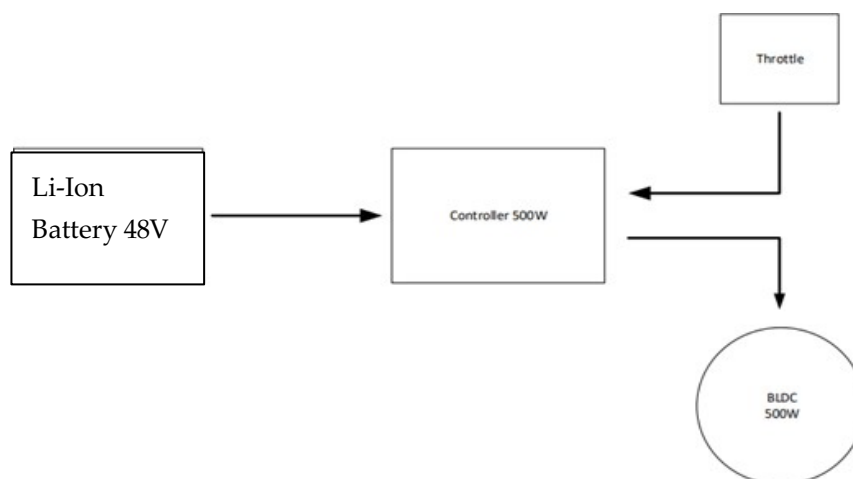 Throttle
Li-Ion
Battery 48V
Controller 500W
BLDC
500W